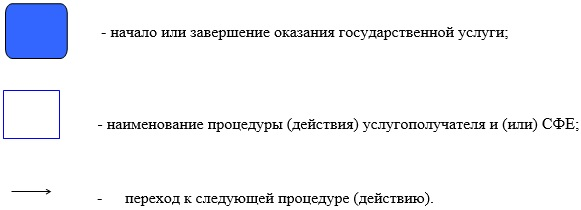 - начало или завершение оказания государственной услуги;
- наименование процедуры (действия) услугополучателя и (или) СФЕ;
- переход к следующей процедуре (действию).